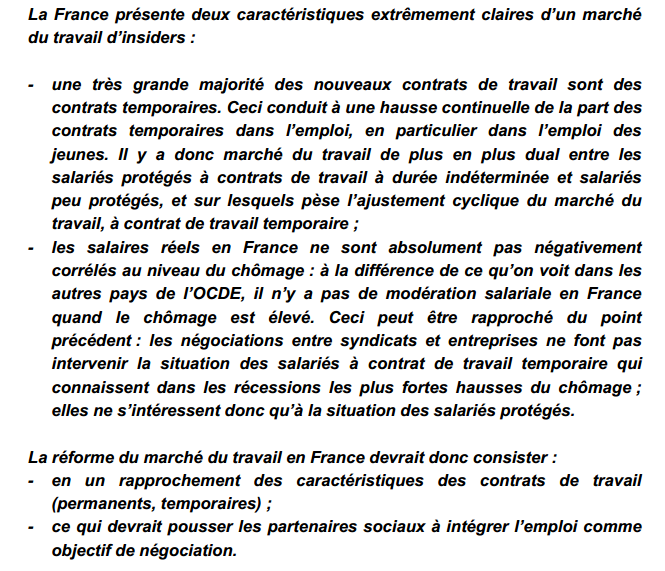 La France présente deux caractéristiques extrêmement claires d’un marché
du travail d’insiders :
- une très grande majorité des nouveaux contrats de travail sont des
contrats temporaires. Ceci conduit à une hausse continuelle de la part des
contrats temporaires dans l’emploi, en particulier dans l’emploi des
jeunes. Il y a donc marché du travail de plus en plus dual entre les
salariés protégés à contrats de travail à durée indéterminée et salariés
peu protégés, et sur lesquels pèse l’ajustement cyclique du marché du
travail, à contrat de travail temporaire ;
- les salaires réels en France ne sont absolument pas négativement
corrélés au niveau du chômage : à la différence de ce qu’on voit dans les
autres pays de l’OCDE, il n’y a pas de modération salariale en France
quand le chômage est élevé. Ceci peut être rapproché du point
précédent : les négociations entre syndicats et entreprises ne font pas
intervenir la situation des salariés à contrat de travail temporaire qui
connaissent dans les récessions les plus fortes hausses du chômage ;
elles ne s’intéressent donc qu’à la situation des salariés protégés.
La réforme du marché du travail en France devrait donc consister :
- en un rapprochement des caractéristiques des contrats de travail
(permanents, temporaires) ;
- ce qui devrait pousser les partenaires sociaux à intégrer l’emploi comme
objectif de négociation.